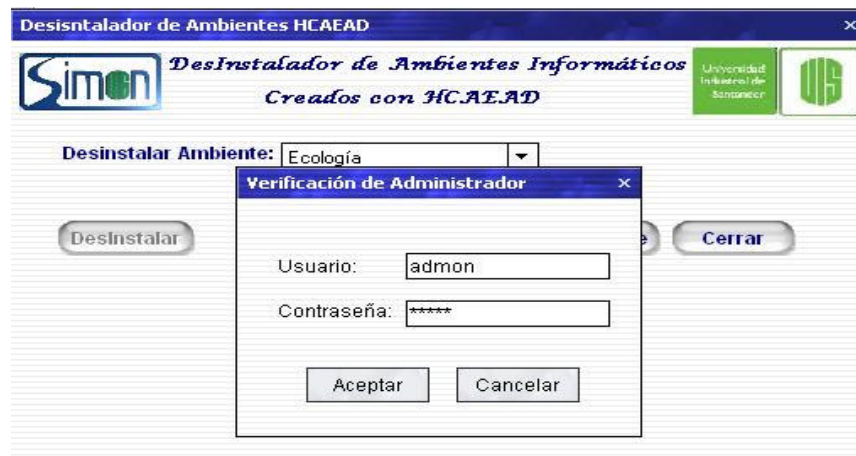 Desisntalador de Ambientes HCAEAD
×
Simon
DesInstalador de Ambientes Informáticos
Creados con HCAEAD
Universidad
Industrial de
Santander
UIS
Desinstalar Ambiente: Ecología
Verificación de Administrador
×
DesInstalar
Cerrar
Usuario: admon
Contraseña: *****
Aceptar
Cancelar